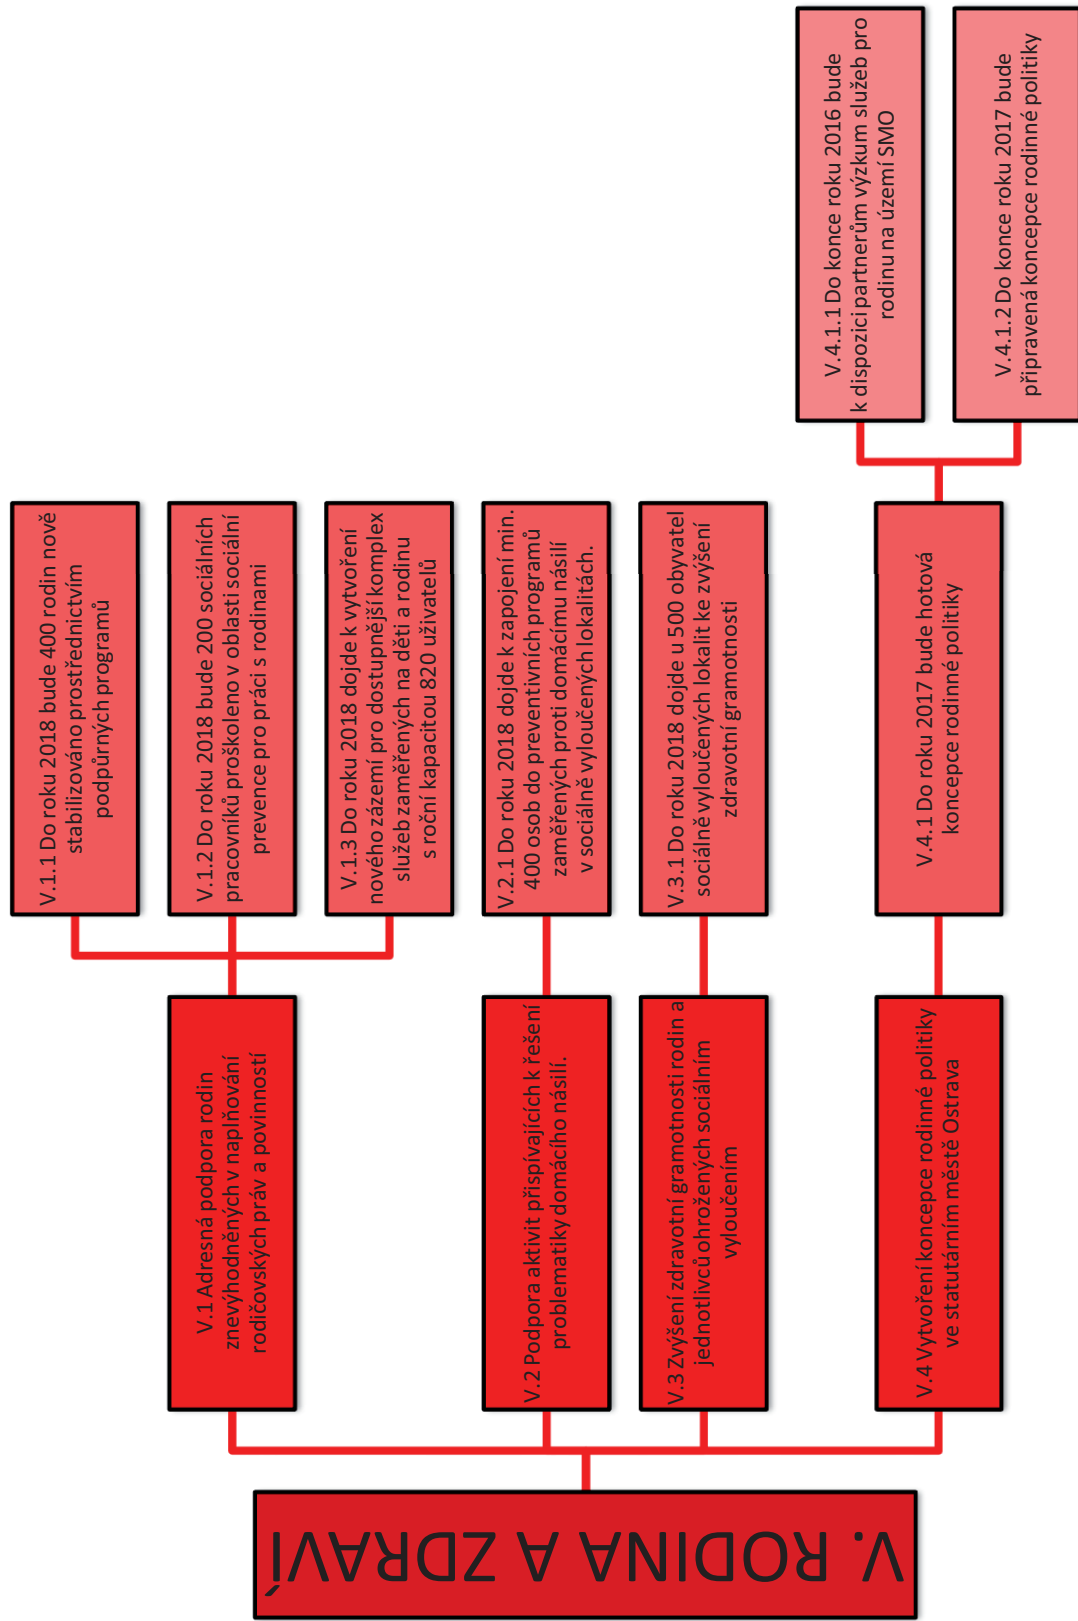 V. RODINA A ZDRAVÍ
V.1 Adresná podpora rodin
znevýhodněných v naplňování
rodičovských práv a povinností
V.1.1 Do roku 2018 bude 400 rodin nově
stabilizováno prostřednictvím
podpůrných programů
V.1.2 Do roku 2018 bude 200 sociálních
pracovníků proškoleno v oblasti sociální
prevence pro práci s rodinami
V.1.3 Do roku 2018 dojde k vytvoření
nového zázemí pro dostupnější komplex
služeb zaměřených na děti a rodinu
s roční kapacitou 820 uživatelů
V.2 Podpora aktivit přispívajících k řešení
problematiky domácího násilí.
V.2.1 Do roku 2018 dojde k zapojení min.
400 osob do preventivních programů
zaměřených proti domácímu násilí
v sociálně vyloučených lokalitách.
V.3 Zvýšení zdravotní gramotnosti rodin a
jednotlivců ohrožených sociálním
vyloučením
V.3.1 Do roku 2018 dojde u 500 obyvatel
sociálně vyloučených lokalit ke zvýšení
zdravotní gramotnosti
V.4 Vytvoření koncepce rodinné politiky
ve statutárním městě Ostrava
V.4.1 Do roku 2017 bude hotová
koncepce rodinné politiky
V.4.1.1 Do konce roku 2016 bude
k dispozici partnerům výzkum služeb pro
rodinu na území SMO
V.4.1.2 Do konce roku 2017 bude
připravená koncepce rodinné politiky